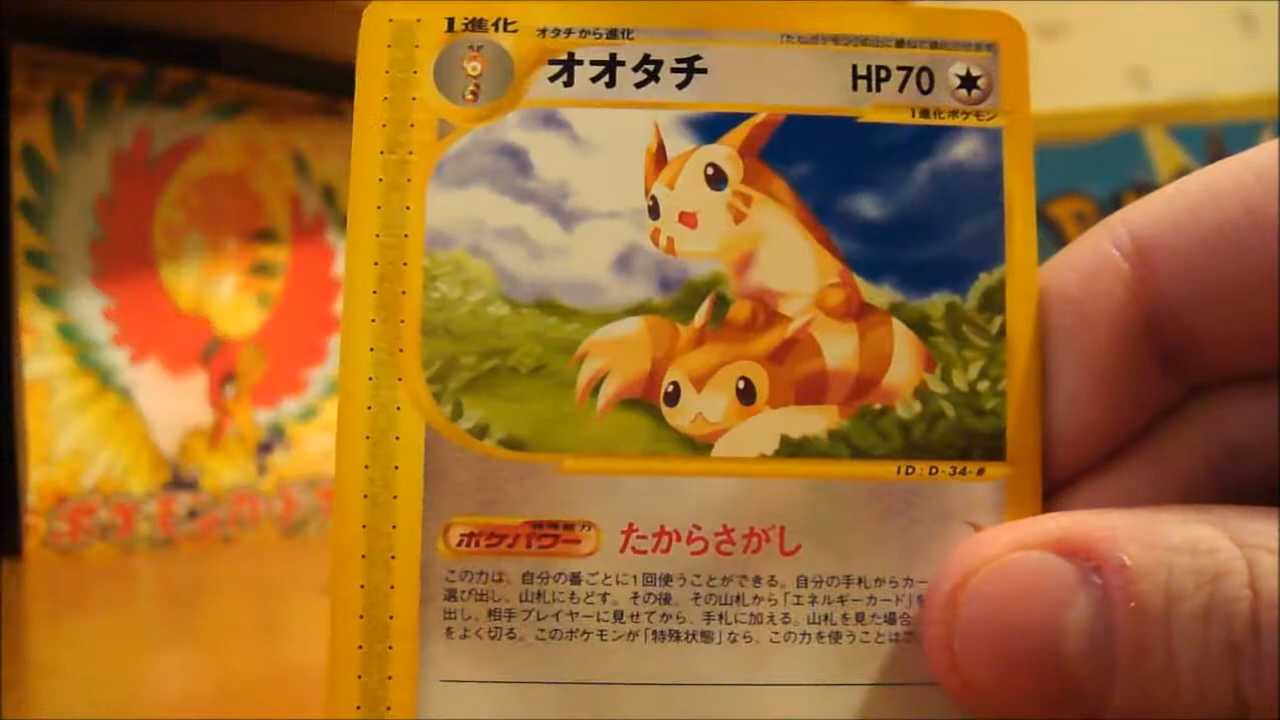 1進化 オタチから進化
オオタチ HP70
1進化ポケモン
ID:D-34-#
ポケパワー 特殊能力 たからさがし
この力は、自分の番ごとに1回使うことができる。自分の手札からカー
選び出し、山札にもどす。その後、その山札から「エネルギーカード」を
出し、相手プレイヤーに見せてから、手札に加える。山札を見た場合
をよく切る。このポケモンが「特殊状態」なら、この力を使うことは